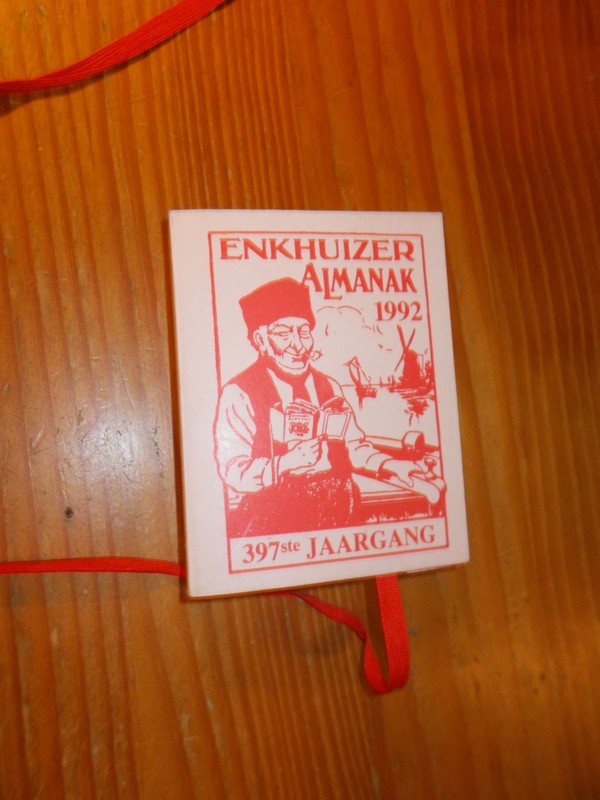 ENKHUIZER
ALMANAK
1992
397ste JAARGANG